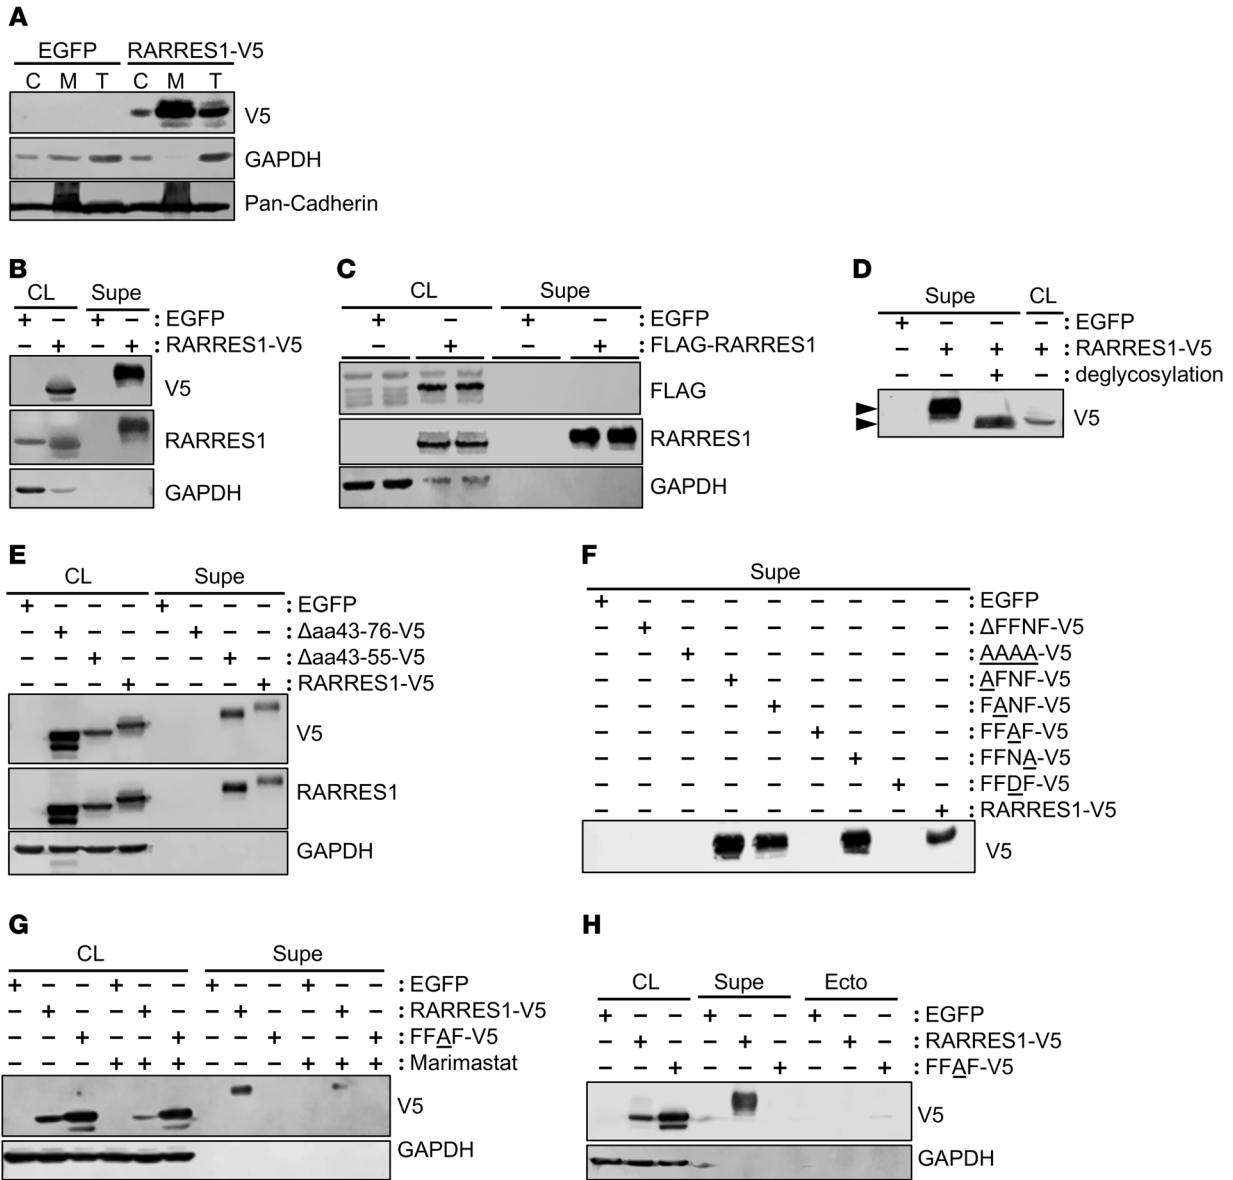 A
EGFP RARRES1-V5
C M T C M T
V5
GAPDH
Pan-Cadherin
B
CL Supe
+ − + − : EGFP
− + − + : RARRES1-V5
V5
RARRES1
GAPDH
C
CL Supe
+ − + − : EGFP
− + − + : FLAG-RARRES1
FLAG
RARRES1
GAPDH
D
Supe CL
+ − − − : EGFP
− + + + : RARRES1-V5
− − + − : deglycosylation
V5
E
CL Supe
+ − − − + − − − : EGFP
− + − − − + − − : Δaa43-76-V5
− − + − − − + − : Δaa43-55-V5
− − − + − − − + : RARRES1-V5
V5
RARRES1
GAPDH
F
Supe
+ − − − − − − − − : EGFP
− + − − − − − − − : ΔFFNF-V5
− − + − − − − − − : AAAA-V5
− − − + − − − − − : AFNF-V5
− − − − + − − − − : FANF-V5
− − − − − + − − − : FFAF-V5
− − − − − − + − − : FFNA-V5
− − − − − − − + − : FFDF-V5
− − − − − − − − + : RARRES1-V5
V5
G
CL Supe
+ − − + − − + − − + − − : EGFP
− + − − + − − + − − + − : RARRES1-V5
− − + − − + − − + − − + : FFAF-V5
− − − + + + − − − + + + : Marimastat
V5
GAPDH
H
CL Supe Ecto
+ − − + − − + − − : EGFP
− + − − + − − + − : RARRES1-V5
− − + − − + − − + : FFAF-V5
V5
GAPDH